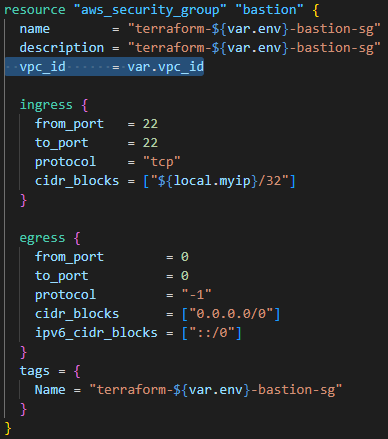 resource "aws_security_group" "bastion" {
  name        = "terraform-${var.env}-bastion-sg"
  description = "terraform-${var.env}-bastion-sg"
  vpc_id      = var.vpc_id
  ingress {
    from_port   = 22
    to_port     = 22
    protocol    = "tcp"
    cidr_blocks = ["${local.myip}/32"]
  }
  egress {
    from_port        = 0
    to_port          = 0
    protocol         = "-1"
    cidr_blocks      = ["0.0.0.0/0"]
    ipv6_cidr_blocks = ["::/0"]
  }
  tags = {
    Name = "terraform-${var.env}-bastion-sg"
  }
}